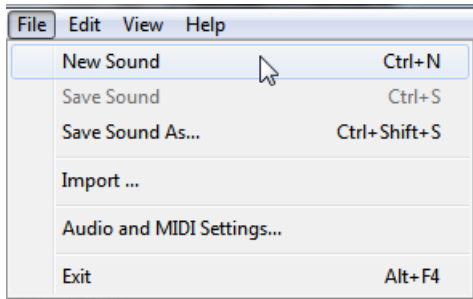 File Edit View Help
New Sound Ctrl+N
Save Sound Ctrl+S
Save Sound As... Ctrl+Shift+S
Import ...
Audio and MIDI Settings...
Exit Alt+F4